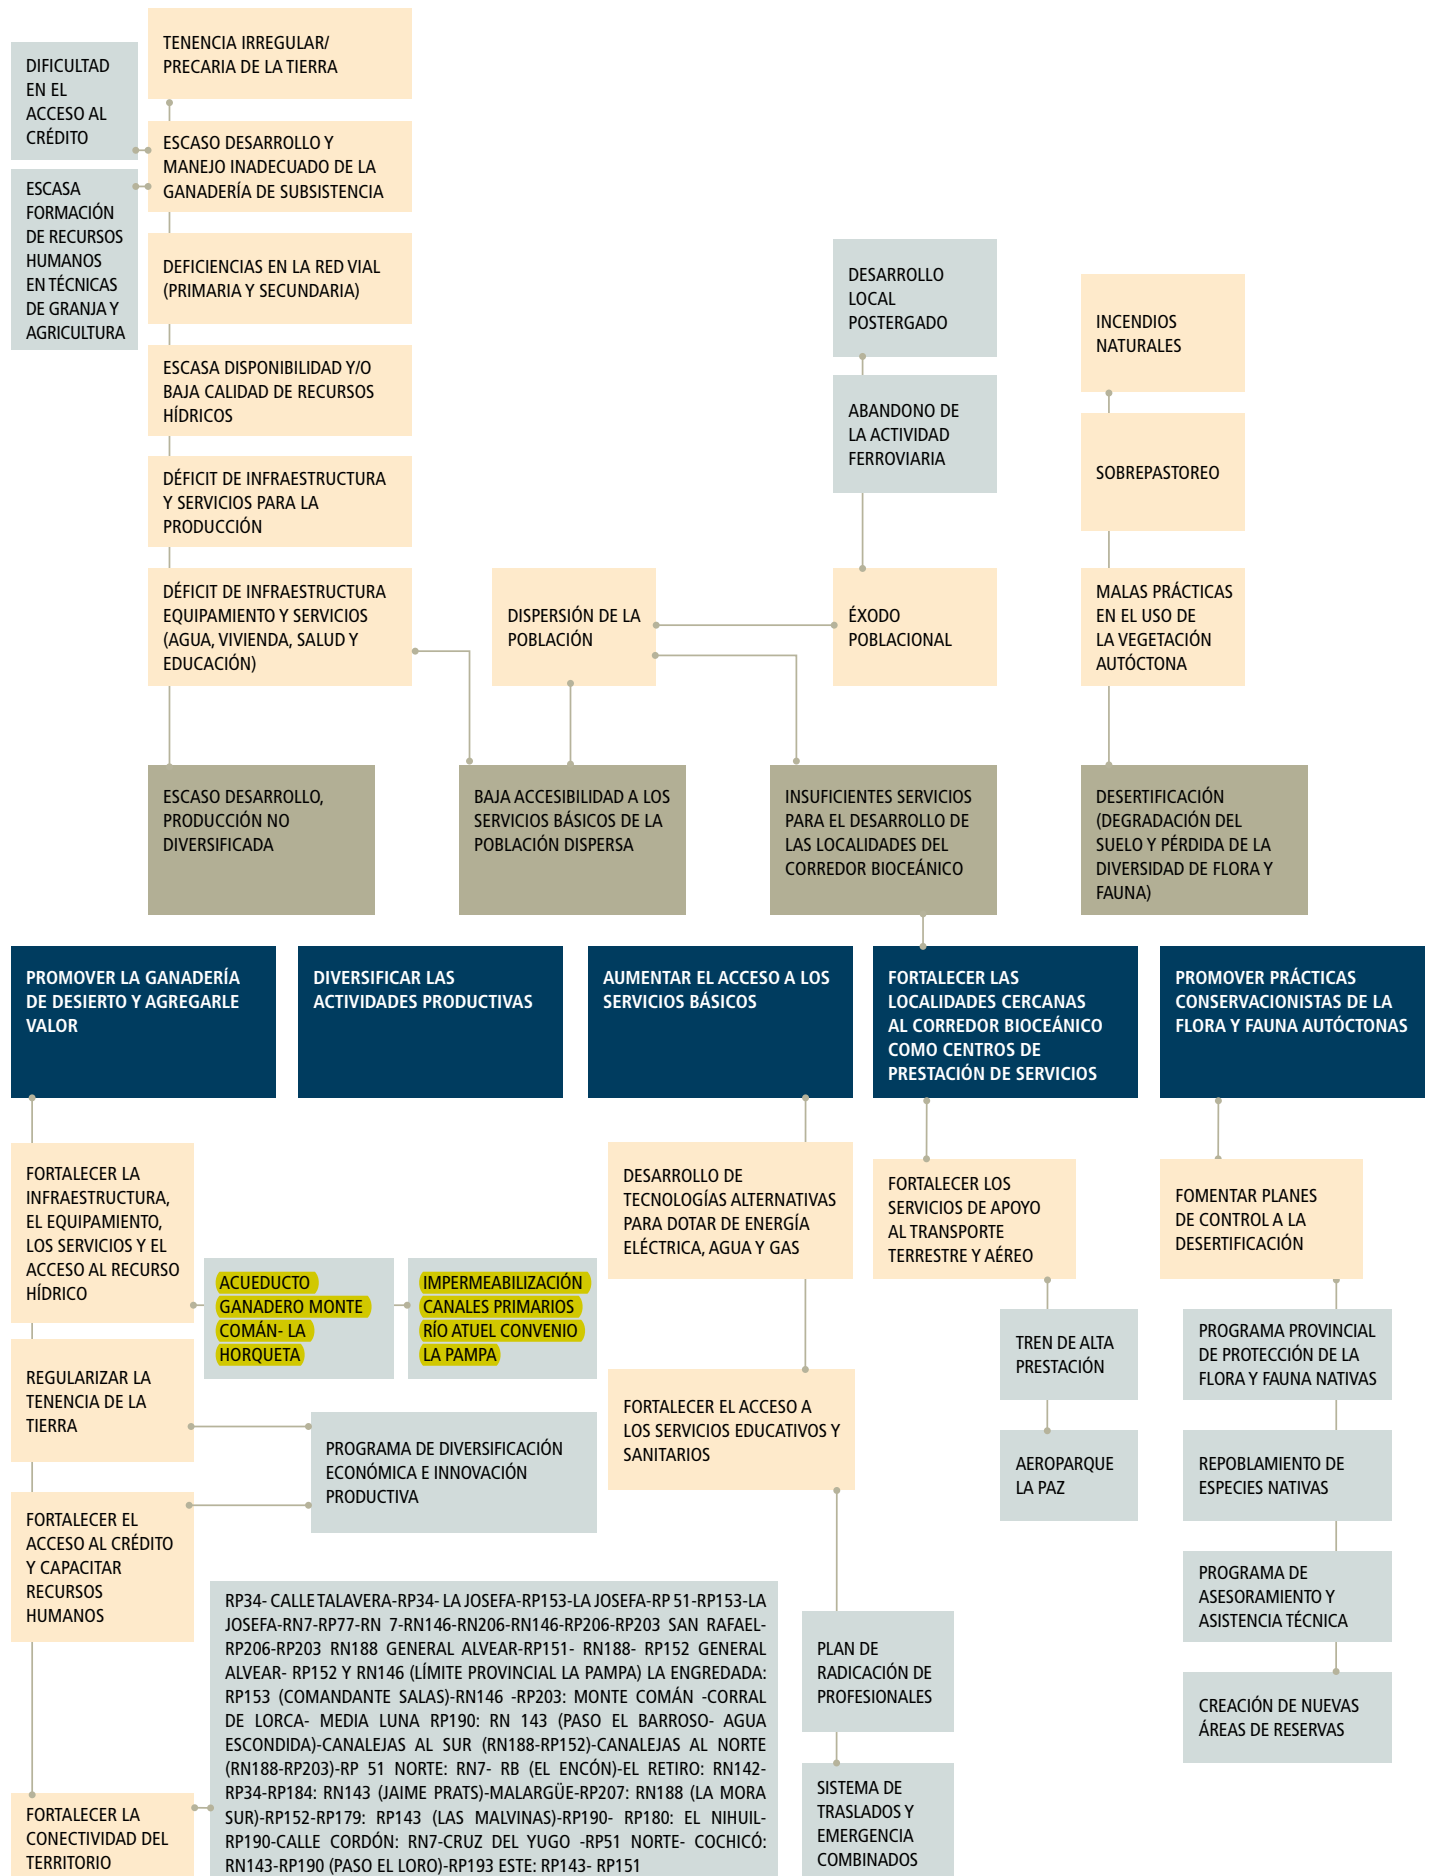 TENENCIA IRREGULAR/
PRECARIA DE LA TIERRA
DIFICULTAD
EN EL
ACCESO AL
CRÉDITO
ESCASO DESARROLLO Y
MANEJO INADECUADO DE LA
GANADERÍA DE SUBSISTENCIA
ESCASA
FORMACIÓN
DE RECURSOS
HUMANOS
EN TÉCNICAS
DE GRANJA Y
AGRICULTURA
DEFICIENCIAS EN LA RED VIAL
(PRIMARIA Y SECUNDARIA)
ESCASA DISPONIBILIDAD Y/O
BAJA CALIDAD DE RECURSOS
HÍDRICOS
DÉFICIT DE INFRAESTRUCTURA
Y SERVICIOS PARA LA
PRODUCCIÓN
DÉFICIT DE INFRAESTRUCTURA
EQUIPAMIENTO Y SERVICIOS
(AGUA, VIVIENDA, SALUD Y
EDUCACIÓN)
DISPERSIÓN DE LA
POBLACIÓN
DESARROLLO
LOCAL
POSTERGADO
ABANDONO DE
LA ACTIVIDAD
FERROVIARIA
ÉXODO
POBLACIONAL
INCENDIOS
NATURALES
SOBREPASTOREO
MALAS PRÁCTICAS
EN EL USO DE
LA VEGETACIÓN
AUTÓCTONA
ESCASO DESARROLLO,
PRODUCCIÓN NO
DIVERSIFICADA
BAJA ACCESIBILIDAD A LOS
SERVICIOS BÁSICOS DE LA
POBLACIÓN DISPERSA
INSUFICIENTES SERVICIOS
PARA EL DESARROLLO DE
LAS LOCALIDADES DEL
CORREDOR BIOCEÁNICO
DESERTIFICACIÓN
(DEGRADACIÓN DEL
SUELO Y PÉRDIDA DE LA
DIVERSIDAD DE FLORA Y
FAUNA)
PROMOVER LA GANADERÍA
DE DESIERTO Y AGREGARLE
VALOR
DIVERSIFICAR LAS
ACTIVIDADES PRODUCTIVAS
AUMENTAR EL ACCESO A LOS
SERVICIOS BÁSICOS
FORTALECER LAS
LOCALIDADES CERCANAS
AL CORREDOR BIOCEÁNICO
COMO CENTROS DE
PRESTACIÓN DE SERVICIOS
PROMOVER PRÁCTICAS
CONSERVACIONISTAS DE LA
FLORA Y FAUNA AUTÓCTONAS
FORTALECER LA
INFRAESTRUCTURA,
EL EQUIPAMIENTO,
LOS SERVICIOS Y EL
ACCESO AL RECURSO
HÍDRICO
ACUEDUCTO
GANADERO MONTE
COMÁN- LA
HORQUETA
IMPERMEABILIZACIÓN
CANALES PRIMARIOS
RÍO ATUEL CONVENIO
LA PAMPA
REGULARIZAR LA
TENENCIA DE LA
TIERRA
PROGRAMA DE DIVERSIFICACIÓN
ECONÓMICA E INNOVACIÓN
PRODUCTIVA
FORTALECER EL
ACCESO AL CRÉDITO
Y CAPACITAR
RECURSOS
HUMANOS
FORTALECER LA
CONECTIVIDAD DEL
TERRITORIO
RP34- CALLE TALAVERA-RP34- LA JOSEFA-RP153-LA JOSEFA-RP 51-RP153-LA
JOSEFA-RN7-RP77-RN 7-RN146-RN206-RN146-RP206-RP203 SAN RAFAEL-
RP206-RP203 RN188 GENERAL ALVEAR-RP151- RN188- RP152 GENERAL
ALVEAR- RP152 Y RN146 (LÍMITE PROVINCIAL LA PAMPA) LA ENGREDADA:
RP153 (COMANDANTE SALAS)-RN146 -RP203: MONTE COMÁN -CORRAL
DE LORCA- MEDIA LUNA RP190: RN 143 (PASO EL BARROSO- AGUA
ESCONDIDA)-CANALEJAS AL SUR (RN188-RP152)-CANALEJAS AL NORTE
(RN188-RP203)-RP 51 NORTE: RN7- RB (EL ENCÓN)-EL RETIRO: RN142-
RP34-RP184: RN143 (JAIME PRATS)-MALARGÜE-RP207: RN188 (LA MORA
SUR)-RP152-RP179: RP143 (LAS MALVINAS)-RP190- RP180: EL NIHUIL-
RP190-CALLE CORDÓN: RN7-CRUZ DEL YUGO -RP51 NORTE- COCHICÓ:
RN143-RP190 (PASO EL LORO)-RP193 ESTE: RP143- RP151
DESARROLLO DE
TECNOLOGÍAS ALTERNATIVAS
PARA DOTAR DE ENERGÍA
ELÉCTRICA, AGUA Y GAS
FORTALECER EL ACCESO A
LOS SERVICIOS EDUCATIVOS Y
SANITARIOS
PLAN DE
RADICACIÓN DE
PROFESIONALES
SISTEMA DE
TRASLADOS Y
EMERGENCIA
COMBINADOS
FORTALECER LOS
SERVICIOS DE APOYO
AL TRANSPORTE
TERRESTRE Y AÉREO
TREN DE ALTA
PRESTACIÓN
AEROPARQUE
LA PAZ
FOMENTAR PLANES
DE CONTROL A LA
DESERTIFICACIÓN
PROGRAMA PROVINCIAL
DE PROTECCIÓN DE LA
FLORA Y FAUNA NATIVAS
REPOBLAMIENTO DE
ESPECIES NATIVAS
PROGRAMA DE
ASESORAMIENTO Y
ASISTENCIA TÉCNICA
CREACIÓN DE NUEVAS
ÁREAS DE RESERVAS